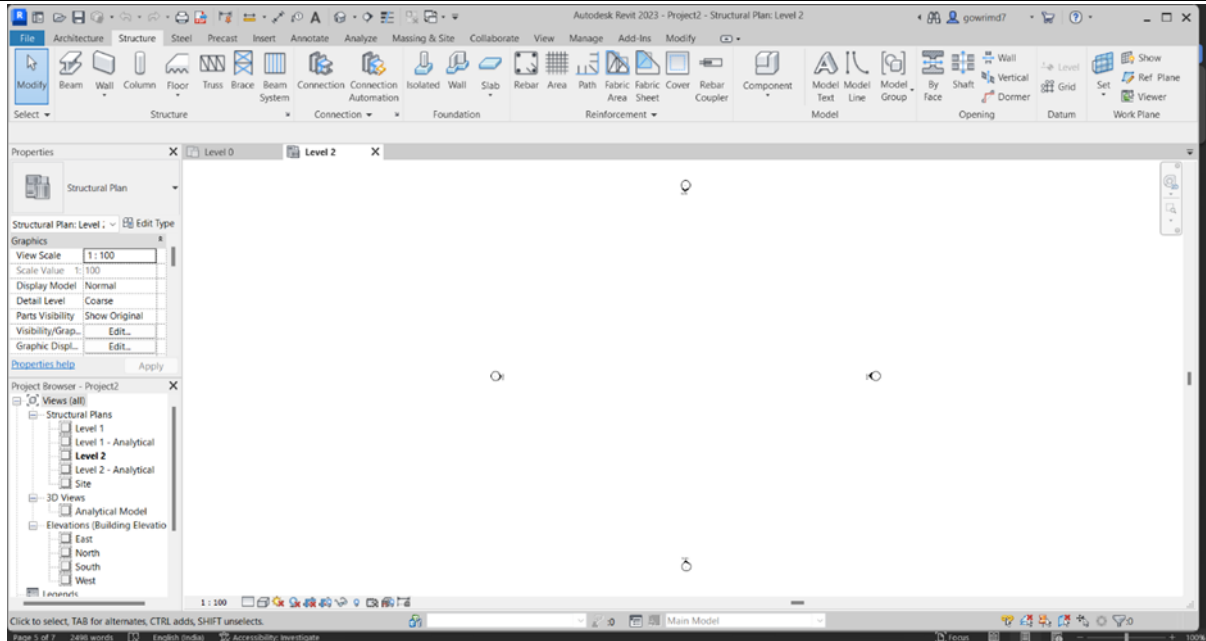 Autodesk Revit 2023 - Project2 - Structural Plan: Level 2
gowrimd7
File Architecture Structure Steel Precast Insert Annotate Analyze Massing & Site Collaborate View Manage Add-Ins Modify
Modify Beam Wall Column Floor Truss Brace Beam System Connection Connection Automation Isolated Wall Slab Rebar Area Path Fabric Area Fabric Sheet Cover Rebar Coupler Component Model Text Model Line Model Group By Face Shaft Wall Vertical Dormer Level Grid Set Show Ref Plane Viewer
Select Structure Connection Foundation Reinforcement Model Opening Datum Work Plane
Properties
Level 0
Level 2
Structural Plan
Structural Plan: Level
Edit Type
Graphics
View Scale 1 : 100
Scale Value 1: 100
Display Model Normal
Detail Level Coarse
Parts Visibility Show Original
Visibility/Grap... Edit...
Graphic Displ... Edit...
Properties help
Apply
Project Browser - Project2
Views (all)
Structural Plans
Level 1
Level 1 - Analytical
Level 2
Level 2 - Analytical
Site
3D Views
Analytical Model
Elevations (Building Elevatio
East
North
South
West
Legends
1 : 100
Click to select, TAB for alternates, CTRL adds, SHIFT unselects.
:0
Main Model
:0
Page 5 of 7 2498 words English (India) Accessibility: Investigate
Focus
100%